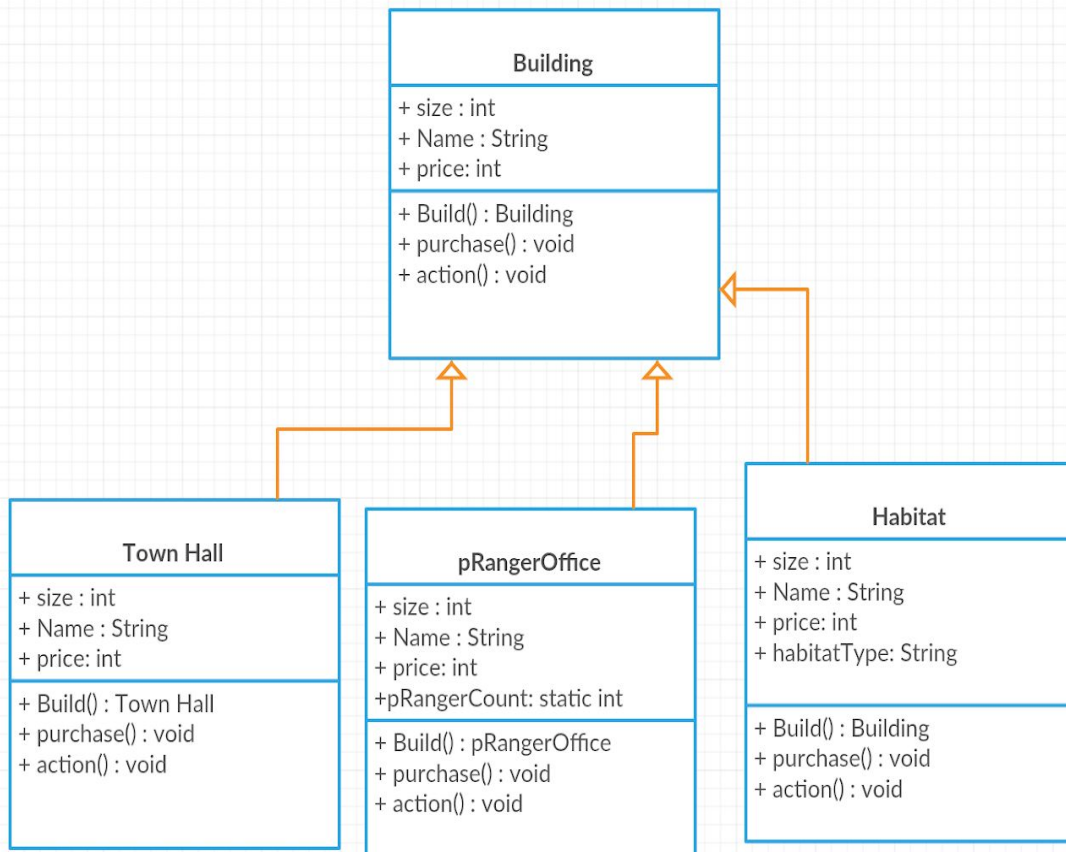 Building
+ size : int
+ Name : String
+ price: int
+ Build() : Building
+ purchase() : void
+ action() : void
Town Hall
+ size : int
+ Name : String
+ price: int
+ Build() : Town Hall
+ purchase() : void
+ action() : void
pRangerOffice
+ size : int
+ Name : String
+ price: int
+pRangerCount: static int
+ Build() : pRangerOffice
+ purchase() : void
+ action() : void
Habitat
+ size : int
+ Name : String
+ price: int
+ habitatType: String
+ Build() : Building
+ purchase() : void
+ action() : void